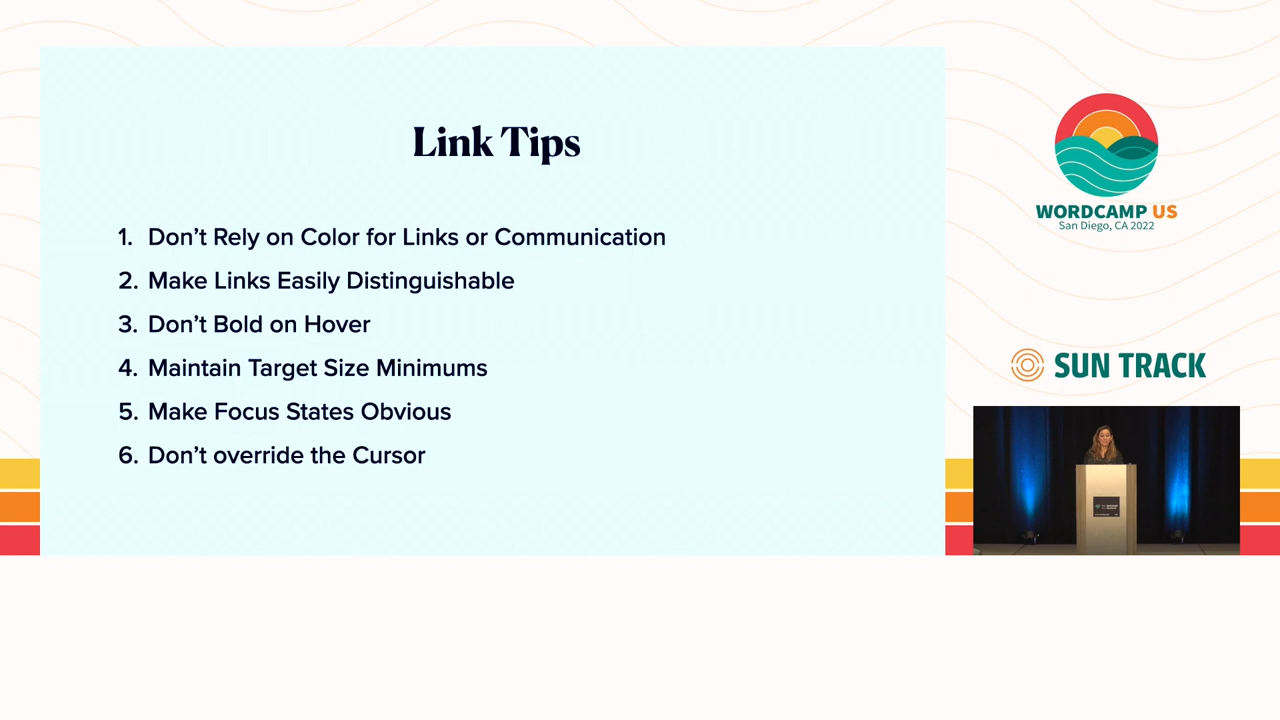 Link Tips
1. Don’t Rely on Color for Links or Communication
2. Make Links Easily Distinguishable
3. Don’t Bold on Hover
4. Maintain Target Size Minimums
5. Make Focus States Obvious
6. Don’t override the Cursor
WORDCAMP US
San Diego, CA 2022
SUN TRACK